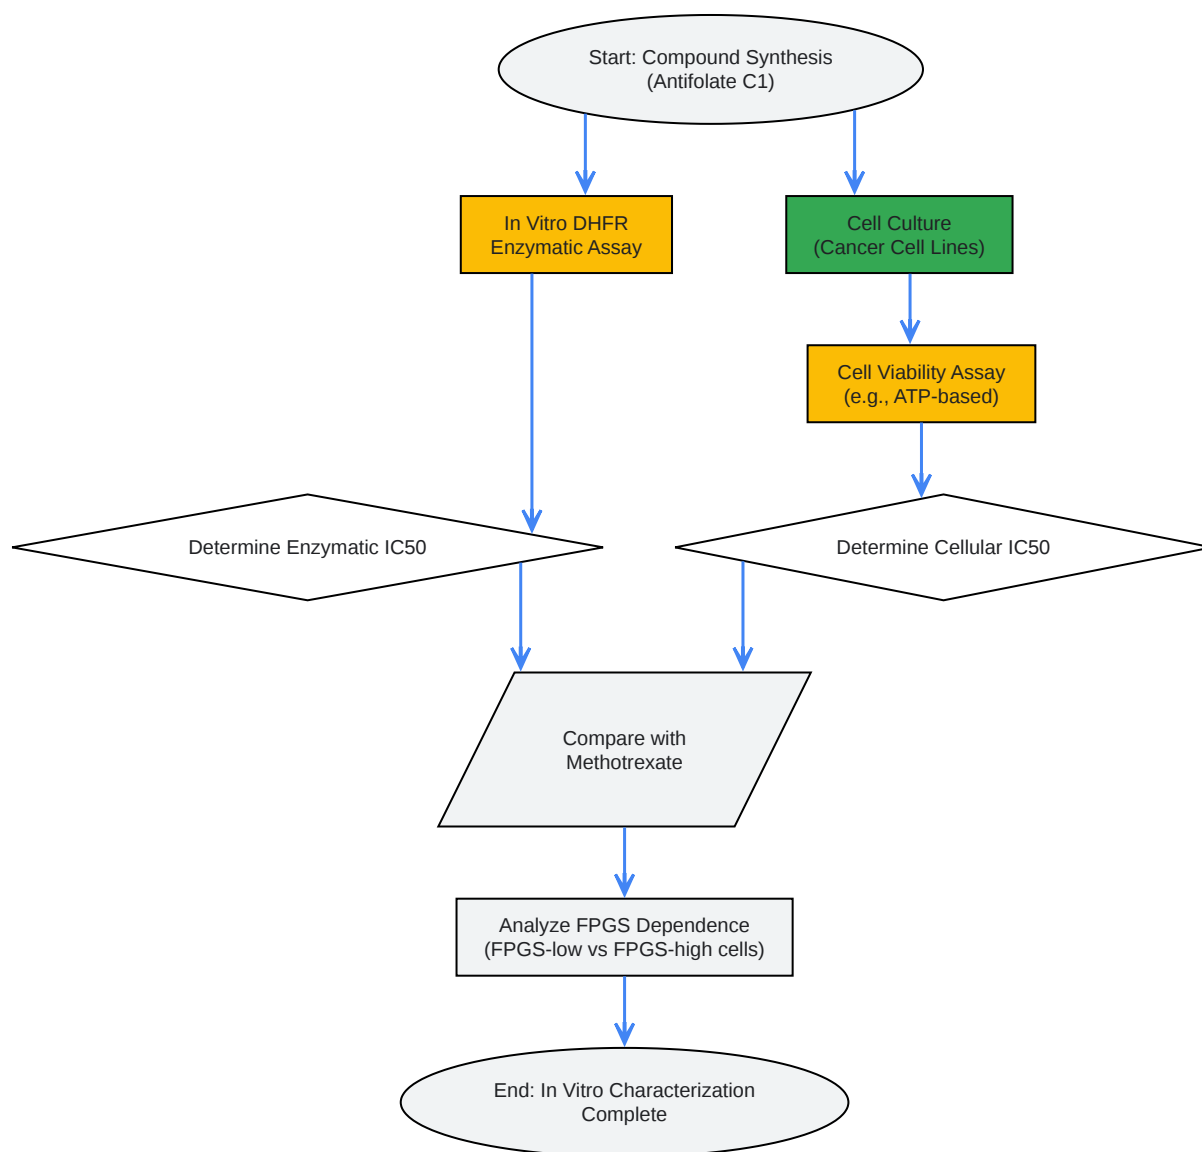 Start: Compound Synthesis
(Antifolate C1)
In Vitro DHFR
Enzymatic Assay
Cell Culture
(Cancer Cell Lines)
Cell Viability Assay
(e.g., ATP-based)
Determine Enzymatic IC50
Determine Cellular IC50
Compare with
Methotrexate
Analyze FPGS Dependence
(FPGS-low vs FPGS-high cells)
End: In Vitro Characterization
Complete